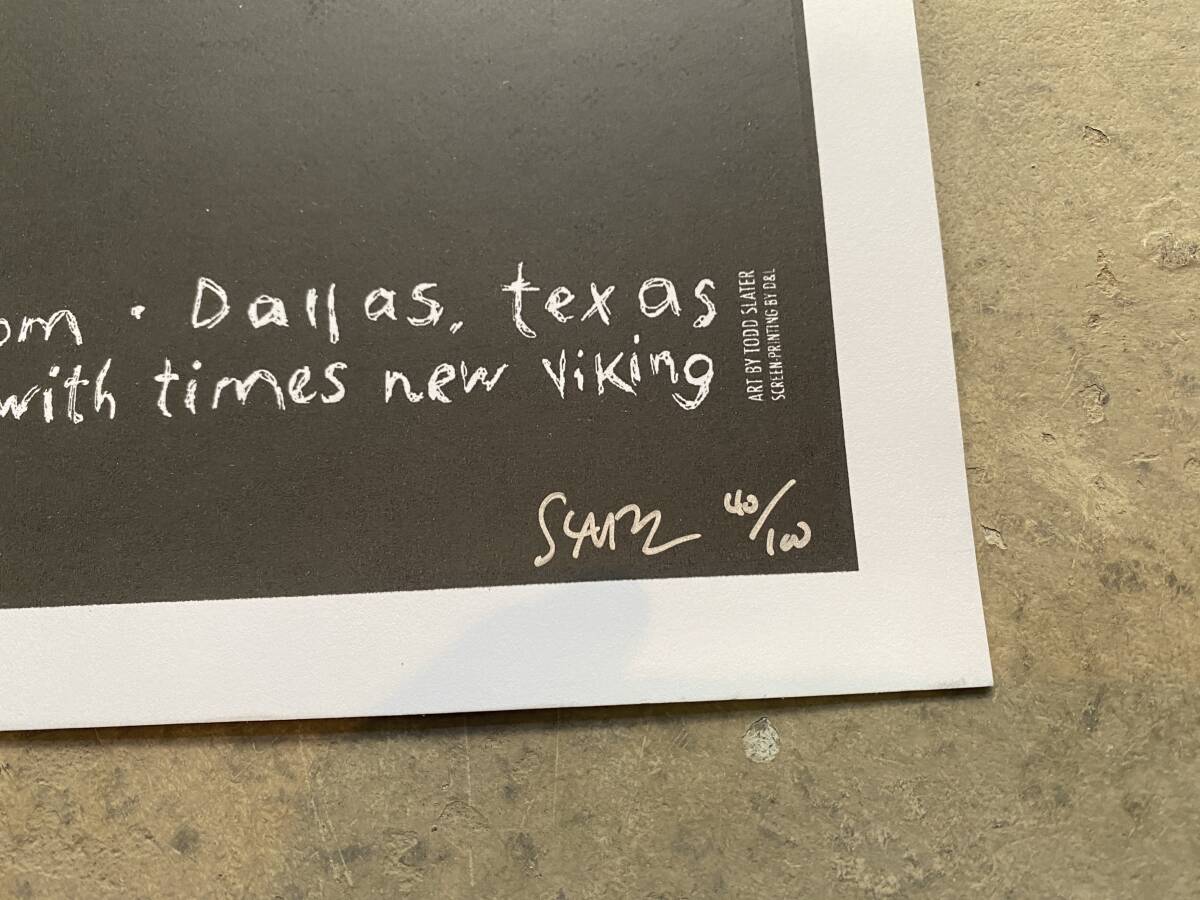 om · Dallas, texas
with times new viking
ART BY TODD SLATER
SCREEN-PRINTING BY D&L
40/100